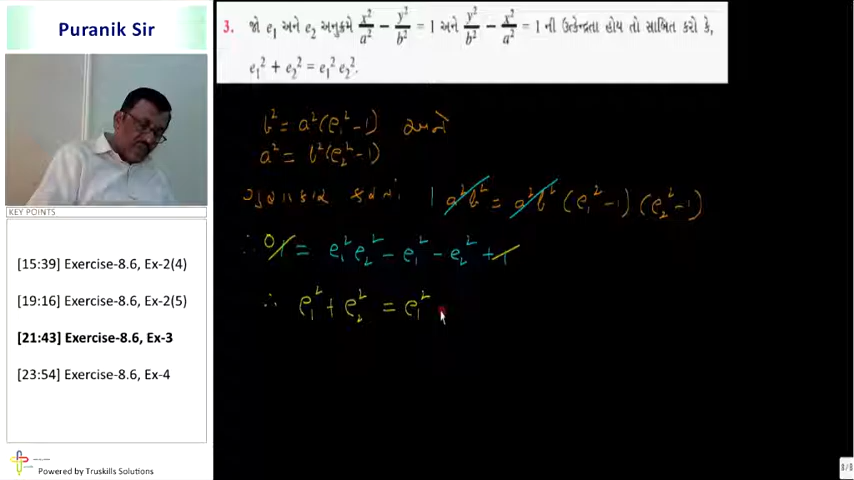 Puranik Sir
KEY POINTS
[15:39] Exercise-8.6, Ex-2(4)
[19:16] Exercise-8.6, Ex-2(5)
[21:43] Exercise-8.6, Ex-3
[23:54] Exercise-8.6, Ex-4
Powered by Truskills Solutions
3. જો e₁ અને e₂ અનુક્રમે x²/a² − y²/b² = 1 અને y²/b² − x²/a² = 1 ની ઉત્કેન્દ્રતા હોય તો સાબિત કરો કે,
e₁² + e₂² = e₁² e₂².
b² = a²(e₁² − 1) અને
a² = b²(e₂² − 1)
ગુણાકાર કરતાં 1 a²b² = a²b² (e₁² − 1) (e₂² − 1)
∴ 0 1 = e₁² e₂² − e₁² − e₂² + 1
∴ e₁² + e₂² = e₁²
8/8